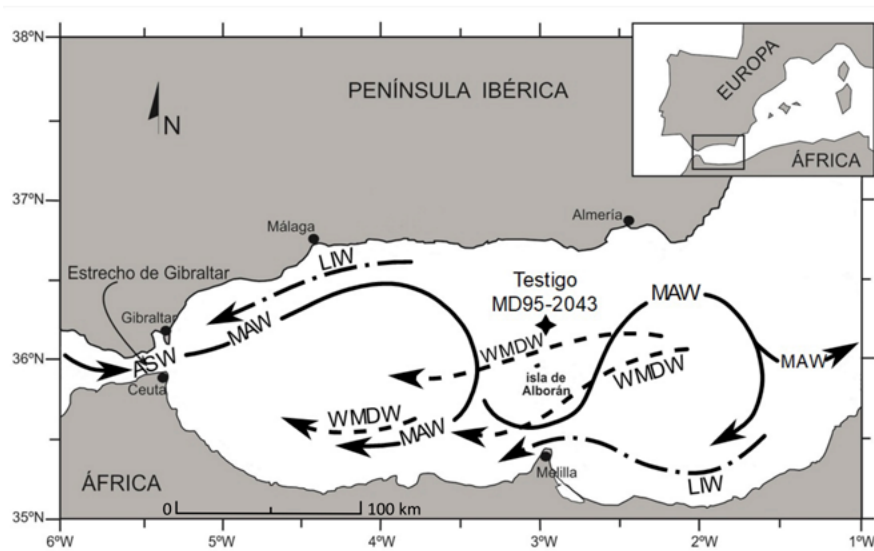 38ºN
EUROPA
PENÍNSULA IBÉRICA
N
ÁFRICA
37ºN
Málaga
Almería
Estrecho de Gibraltar
LIW
Testigo
MD95-2043
MAW
Gibraltar
MAW
36ºN
ASW
WMDW
MAW
Ceuta
isla de
Alborán
WMDW
WMDW
MAW
Melilla
LIW
ÁFRICA
0 100 km
35ºN
6ºW 5ºW 4ºW 3ºW 2ºW 1ºW